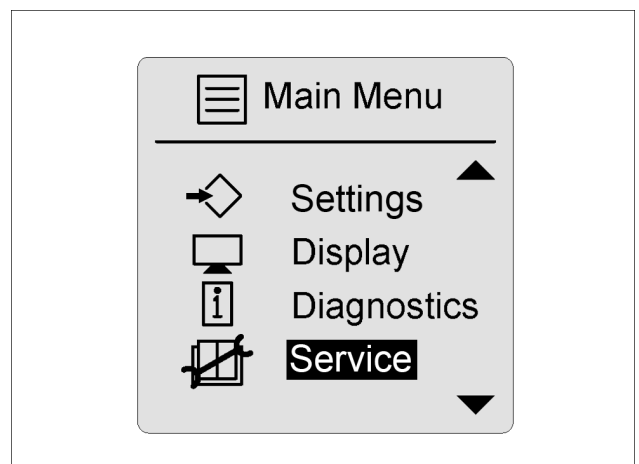 Main Menu
Settings
Display
Diagnostics
Service